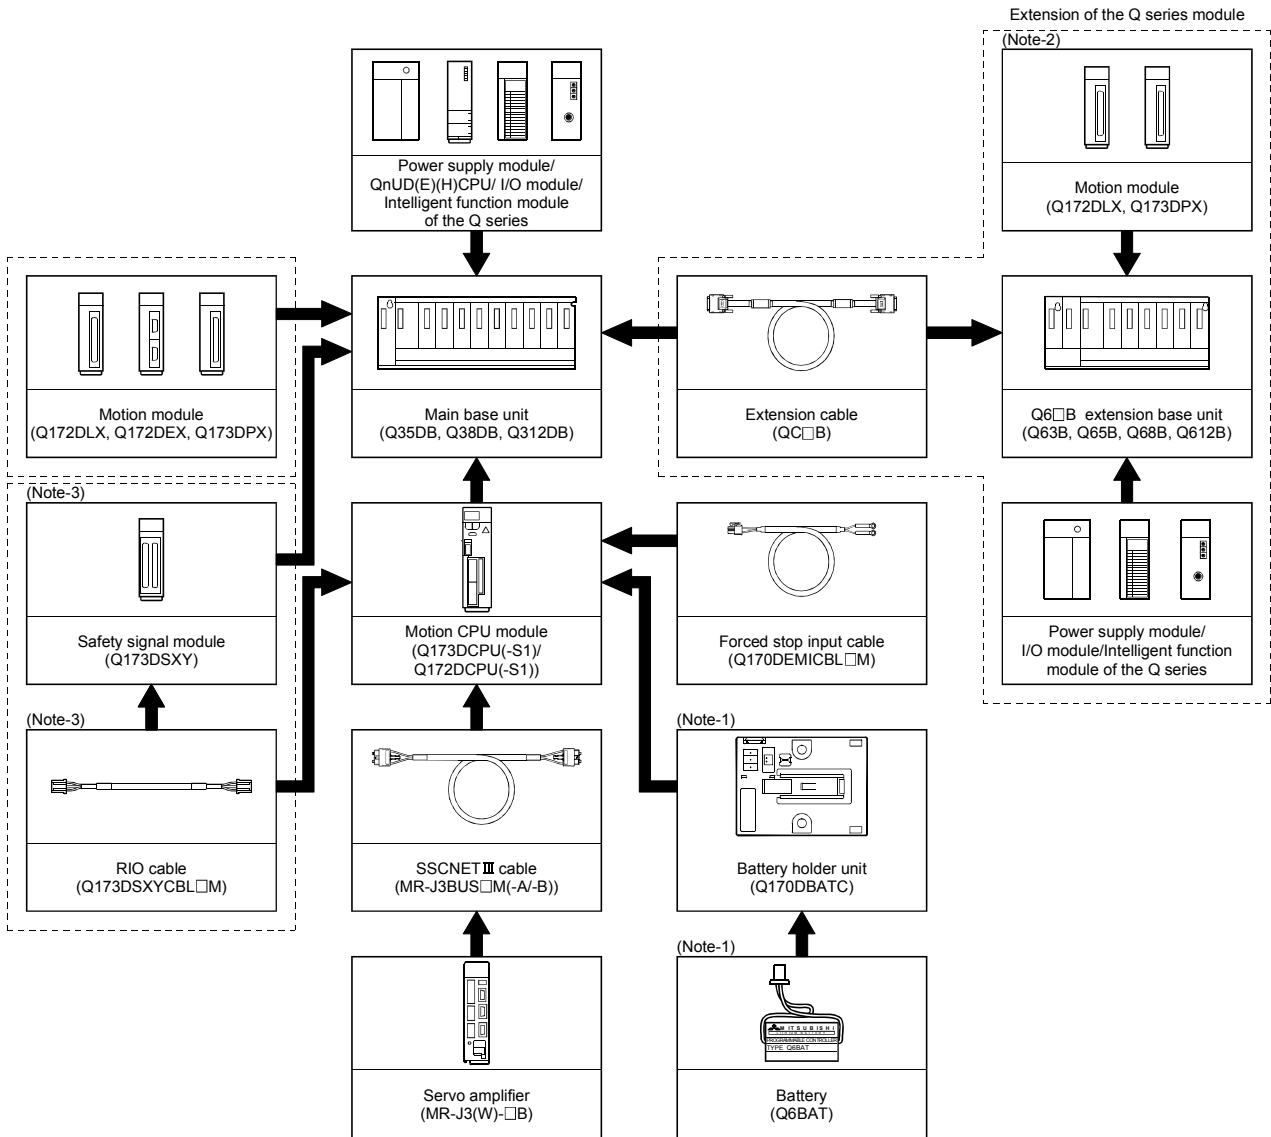 Extension of the Q series module
(Note-2)
Power supply module/
QnUD(E)(H)CPU/ I/O module/
Intelligent function module
of the Q series
Motion module
(Q172DLX, Q173DPX)
Motion module
(Q172DLX, Q172DEX, Q173DPX)
Main base unit
(Q35DB, Q38DB, Q312DB)
Extension cable
(QC□B)
Q6□B extension base unit
(Q63B, Q65B, Q68B, Q612B)
(Note-3)
Safety signal module
(Q173DSXY)
Motion CPU module
(Q173DCPU(-S1)/
Q172DCPU(-S1))
Forced stop input cable
(Q170DEMICBL□M)
Power supply module/
I/O module/Intelligent function
module of the Q series
(Note-3)
RIO cable
(Q173DSXYCBL□M)
SSCNETⅢ cable
(MR-J3BUS□M(-A/-B))
(Note-1)
Battery holder unit
(Q170DBATC)
Servo amplifier
(MR-J3(W)-□B)
(Note-1)
MITSUBISHI
PROGRAMMABLE CONTROLLER
TYPE Q6BAT
Battery
(Q6BAT)